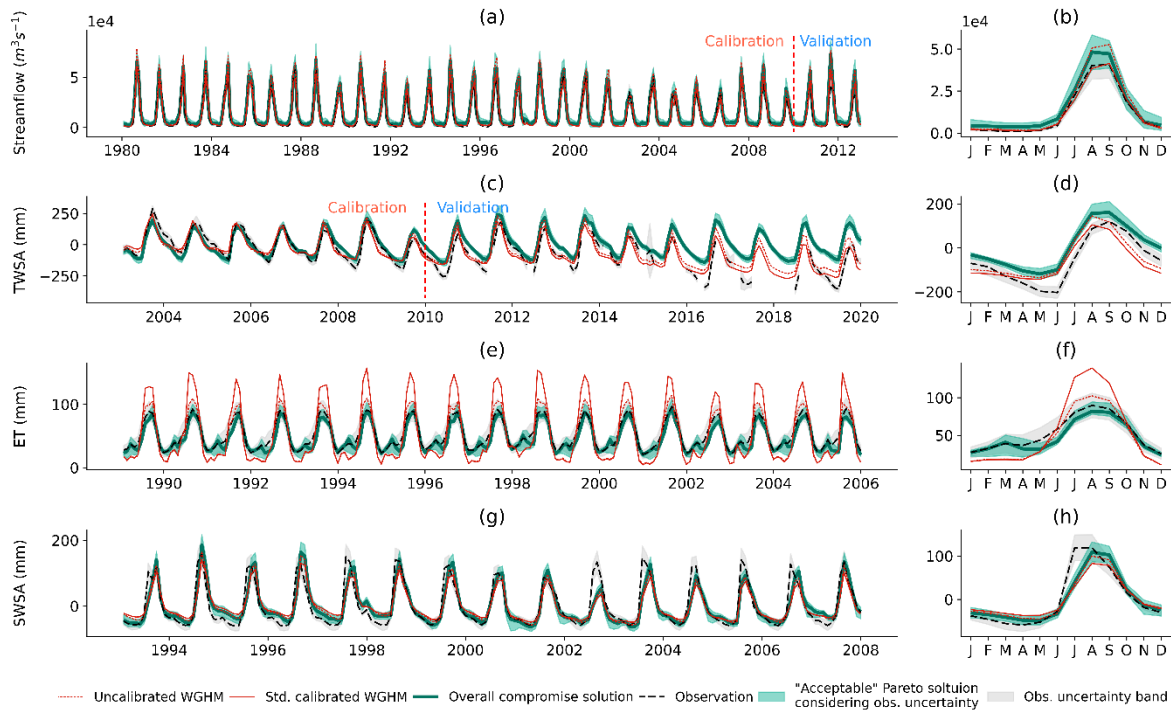 (a)
(b)
1e4
Streamflow (m³s⁻¹)
5
0
Calibration
Validation
1980 1984 1988 1992 1996 2000 2004 2008 2012
1e4
5.0e4
2.5e4
0.0e4
J F M A M J J A S O N D
(c)
(d)
TWSA (mm)
250
0
−250
Calibration
Validation
2004 2006 2008 2010 2012 2014 2016 2018 2020
200
0
−200
J F M A M J J A S O N D
(e)
(f)
ET (mm)
100
0
1990 1992 1994 1996 1998 2000 2002 2004 2006
100
50
J F M A M J J A S O N D
(g)
(h)
SWSA (mm)
200
0
1994 1996 1998 2000 2002 2004 2006 2008
100
0
J F M A M J J A S O N D
Uncalibrated WGHM
Std. calibrated WGHM
Overall compromise solution
Observation
"Acceptable" Pareto soltuion
considering obs. uncertainty
Obs. uncertainty band